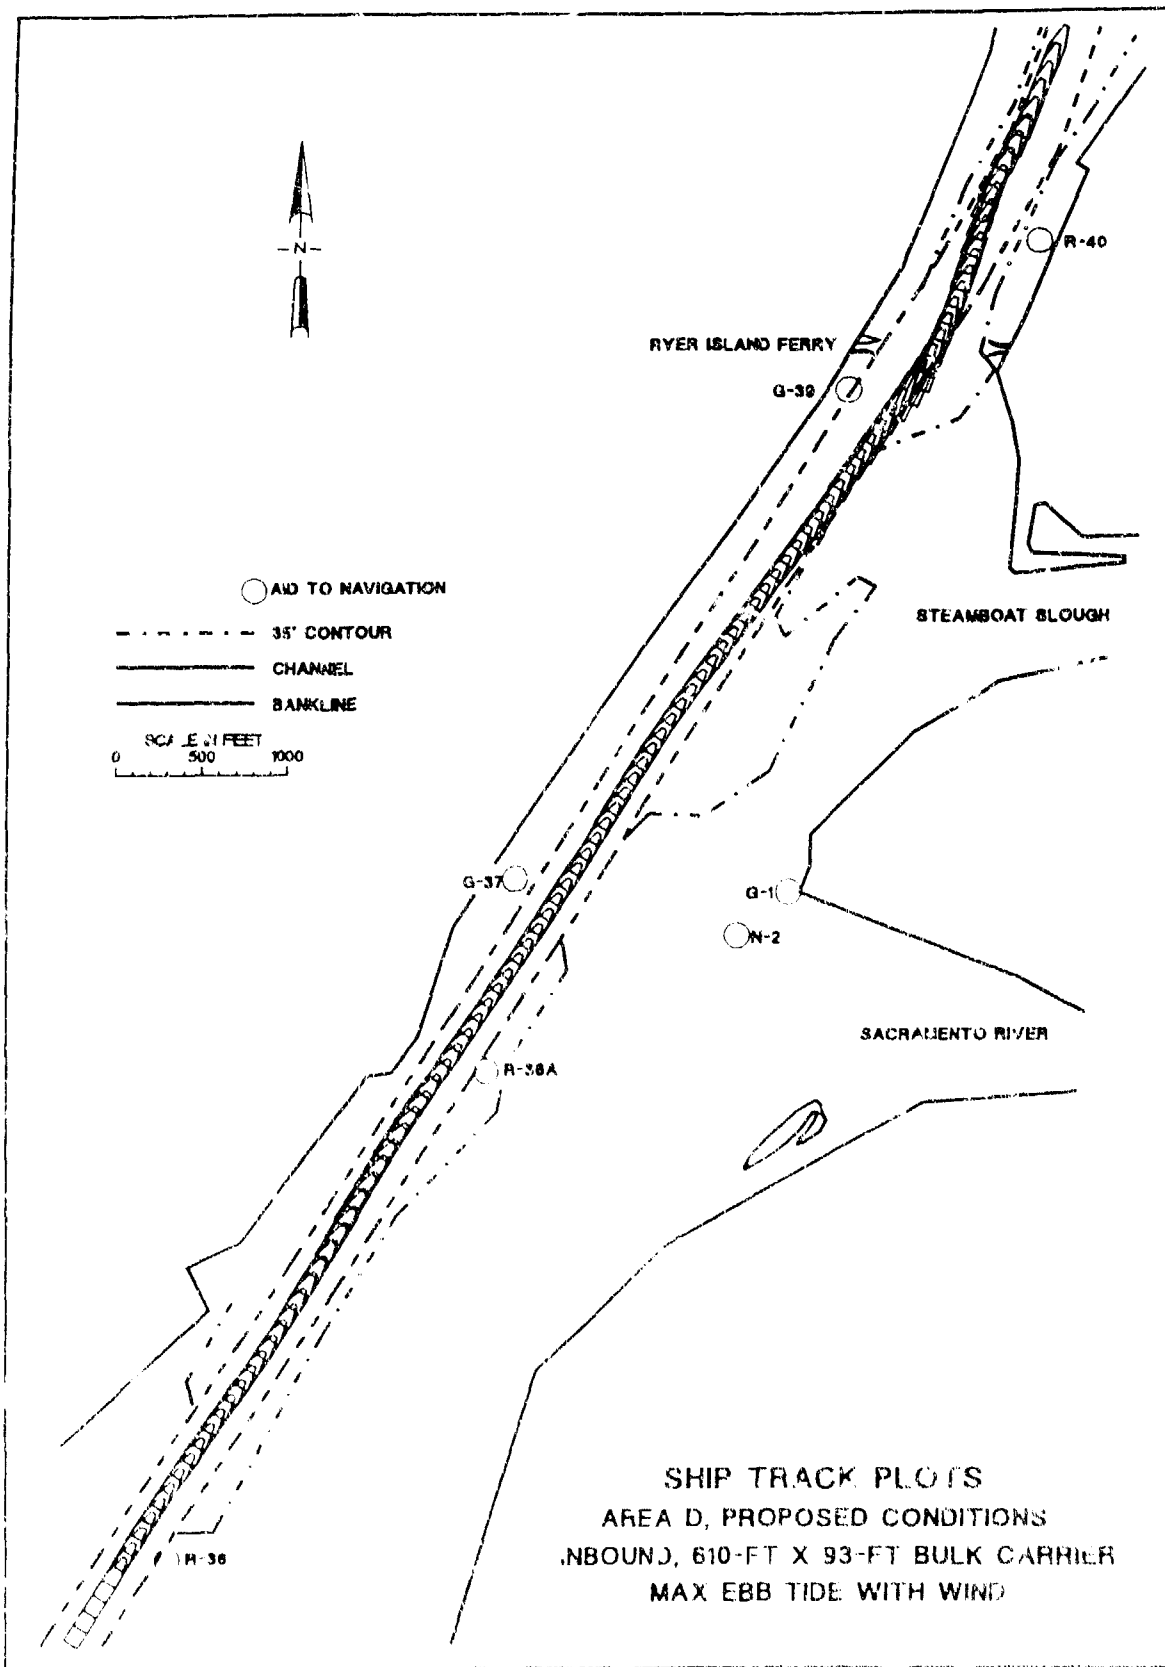 -N-
R-40
RYER ISLAND FERRY
G-39
AID TO NAVIGATION
35' CONTOUR
STEAMBOAT SLOUGH
CHANNEL
BANKLINE
SCALE IN FEET
0 500 1000
G-37
G-1
N-2
SACRAMENTO RIVER
R-36A
SHIP TRACK PLOTS
AREA D, PROPOSED CONDITIONS
INBOUND, 610-FT X 93-FT BULK CARRIER
R-36
MAX EBB TIDE WITH WIND